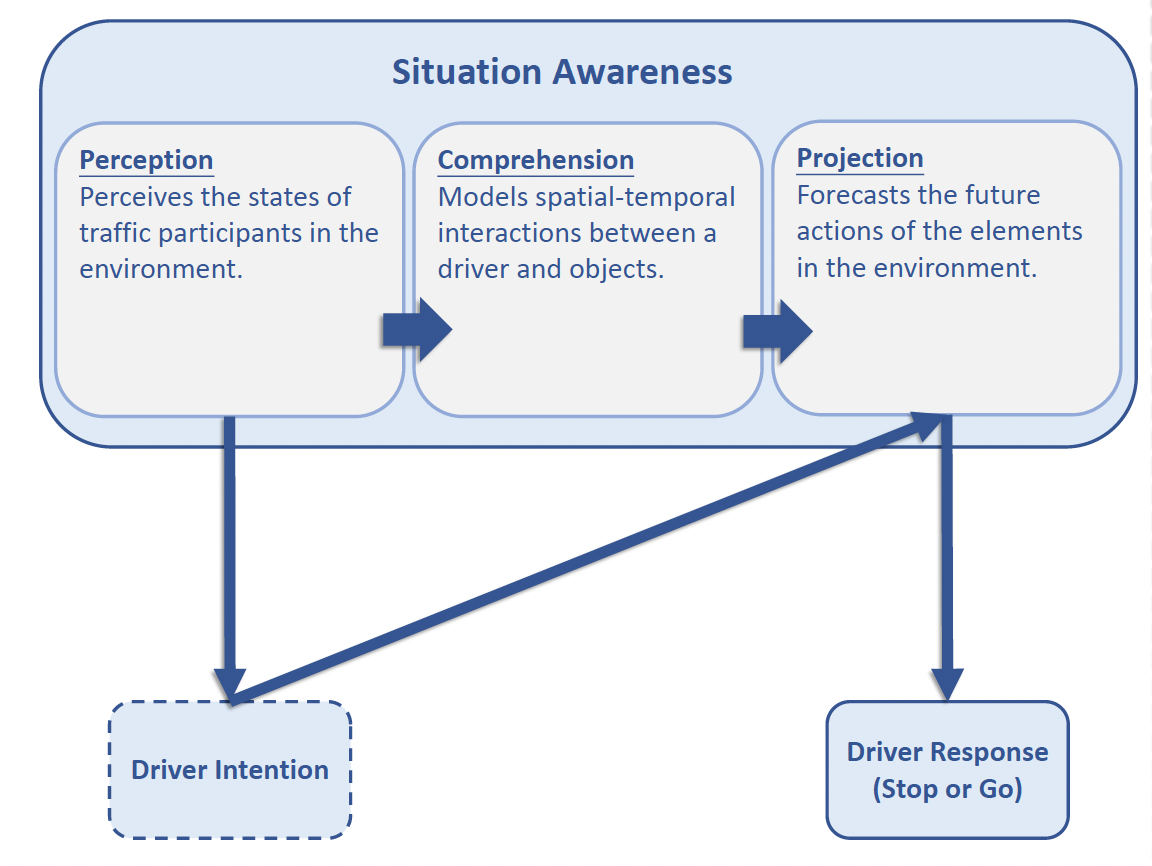 Situation Awareness
Perception
Perceives the states of
traffic participants in the
environment.
Comprehension
Models spatial-temporal
interactions between a
driver and objects.
Projection
Forecasts the future
actions of the elements
in the environment.
Driver Intention
Driver Response
(Stop or Go)